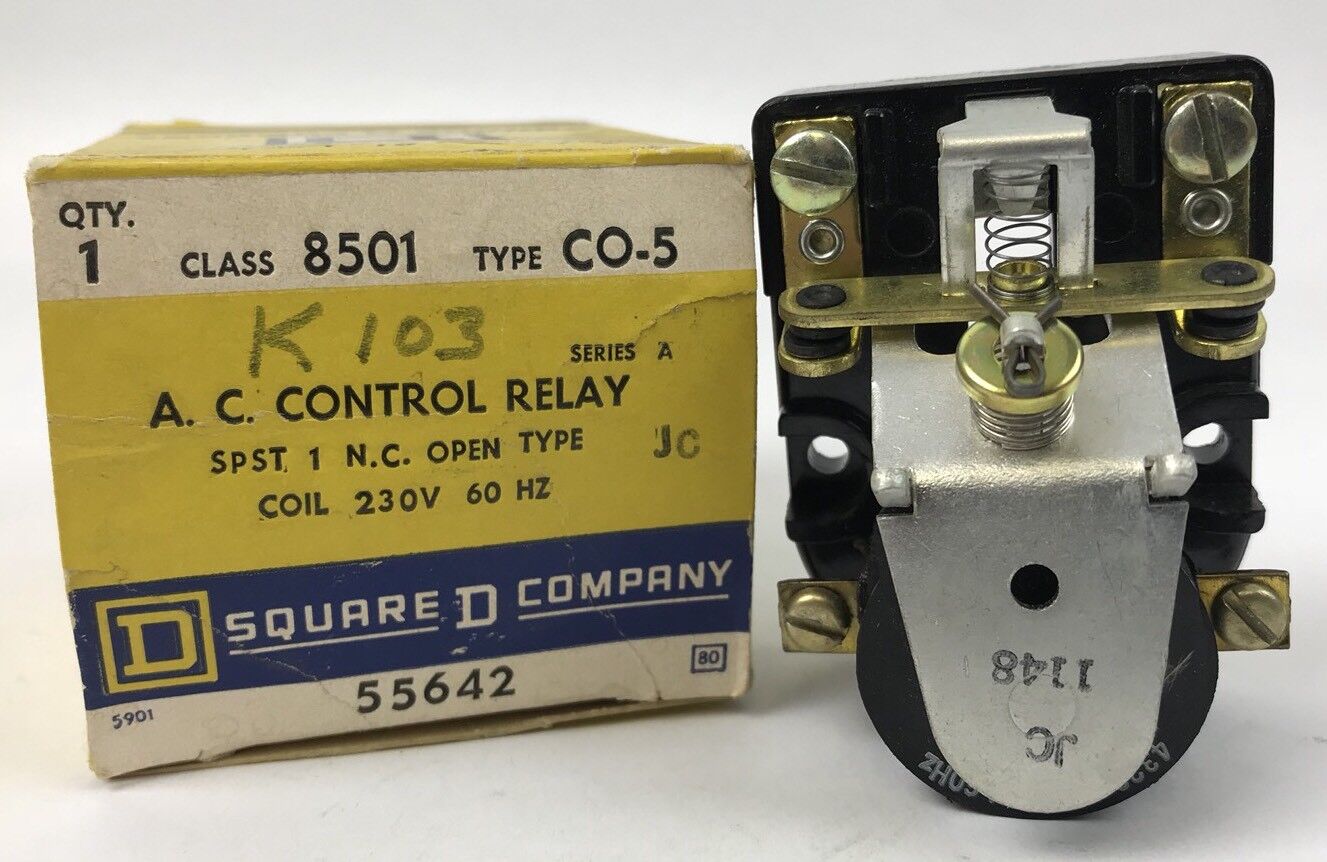 QTY.
1 CLASS 8501 TYPE CO-5
K103
SERIES A
A. C. CONTROL RELAY
SPST 1 N.C. OPEN TYPE JC
COIL 230V 60 HZ
D SQUARE D COMPANY
80
55642
5901
1148
JC